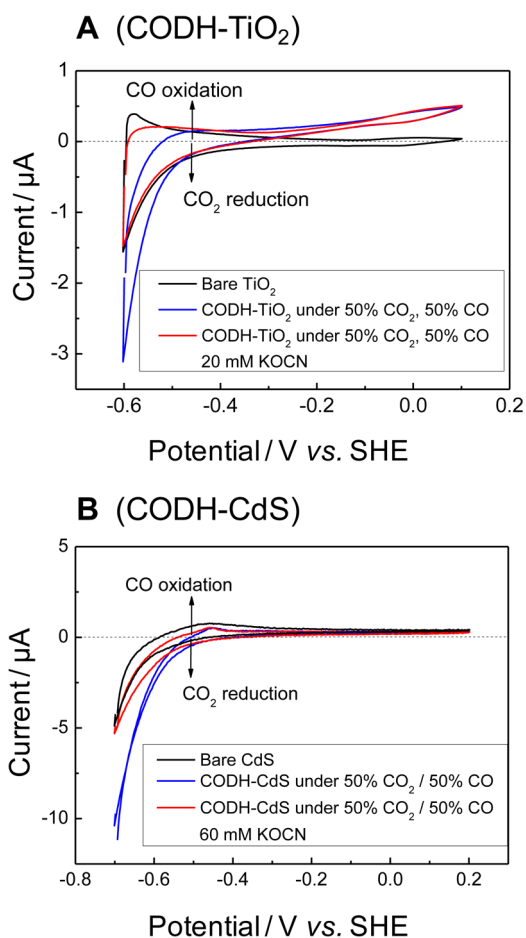 A (CODH-TiO₂)
1
0
-1
-2
-3
Current / µA
CO oxidation
CO₂ reduction
Bare TiO₂
CODH-TiO₂ under 50% CO₂, 50% CO
CODH-TiO₂ under 50% CO₂, 50% CO
20 mM KOCN
-0.6 -0.4 -0.2 0.0 0.2
Potential / V vs. SHE
B (CODH-CdS)
5
0
-5
-10
Current / µA
CO oxidation
CO₂ reduction
Bare CdS
CODH-CdS under 50% CO₂ / 50% CO
CODH-CdS under 50% CO₂ / 50% CO
60 mM KOCN
-0.8 -0.6 -0.4 -0.2 0.0 0.2
Potential / V vs. SHE